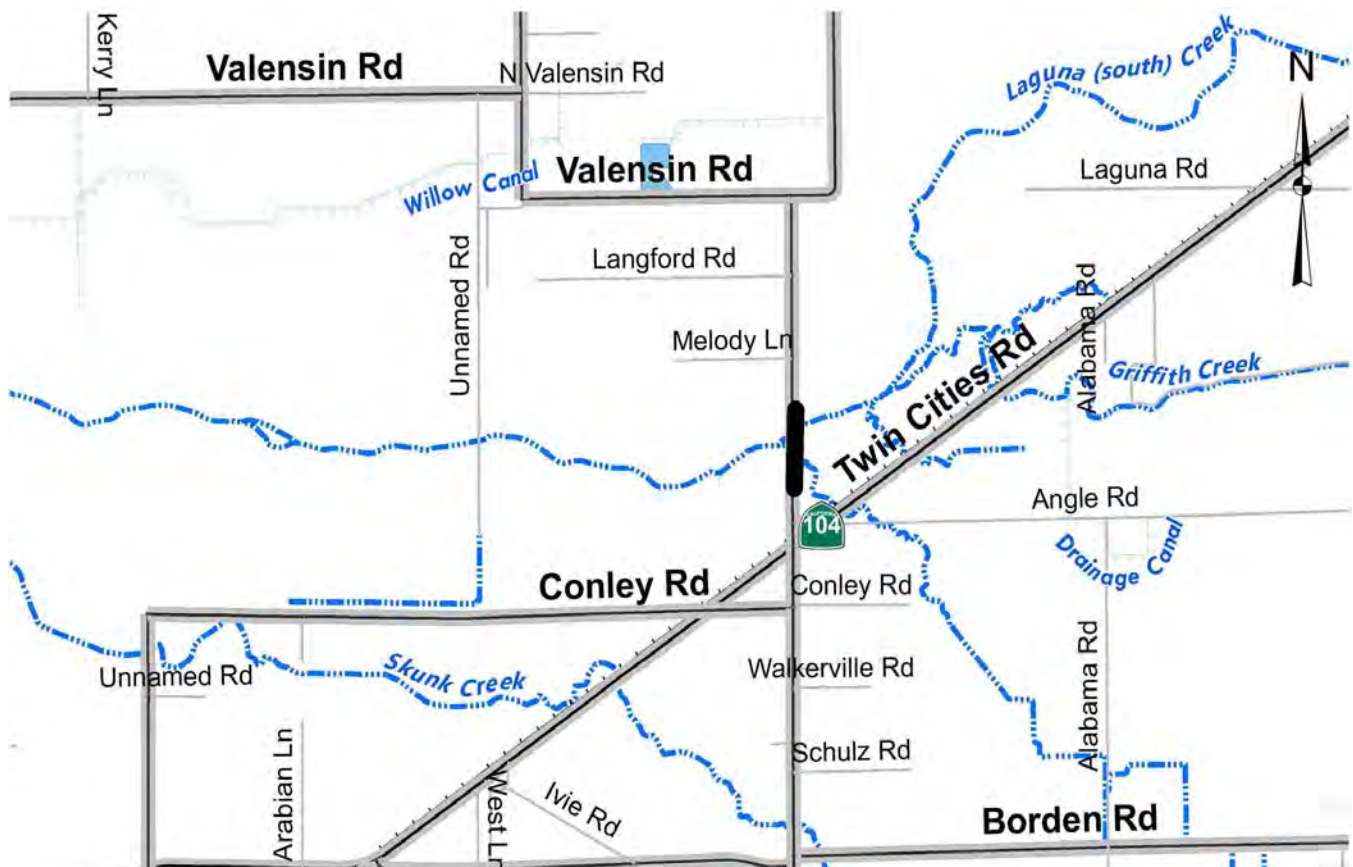 Kerry Ln
Valensin Rd
N Valensin Rd
Laguna (south) Creek
N
Willow Canal
Valensin Rd
Laguna Rd
Langford Rd
Unnamed Rd
Melody Ln
Alabama Rd
Griffith Creek
Twin Cities Rd
Angle Rd
104
Drainage Canal
Conley Rd
Conley Rd
Unnamed Rd
Skunk Creek
Walkerville Rd
Alabama Rd
Schulz Rd
Arabian Ln
West Ln
Ivie Rd
Borden Rd